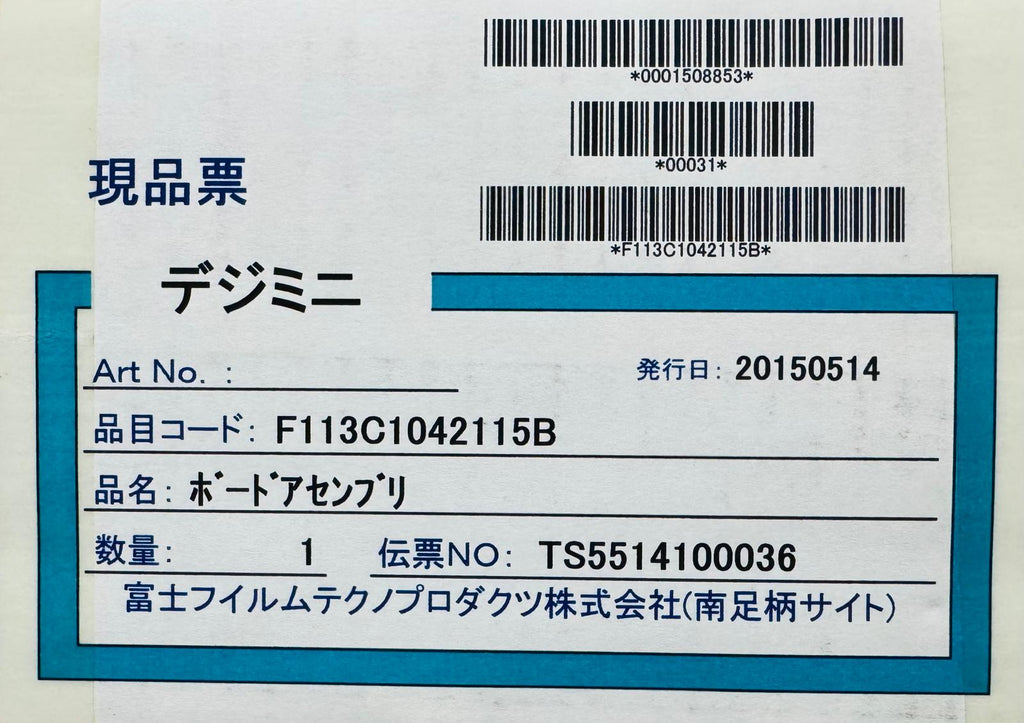 *0001508853*
*00031*
*F113C1042115B*
現品票
デジミニ
Art No. :
発行日: 20150514
品目コード: F113C1042115B
品名: ﾎﾞｰﾄﾞｱｾﾝﾌﾞﾘ
数量: 1 伝票NO: TS5514100036
富士フイルムテクノプロダクツ株式会社(南足柄サイト)